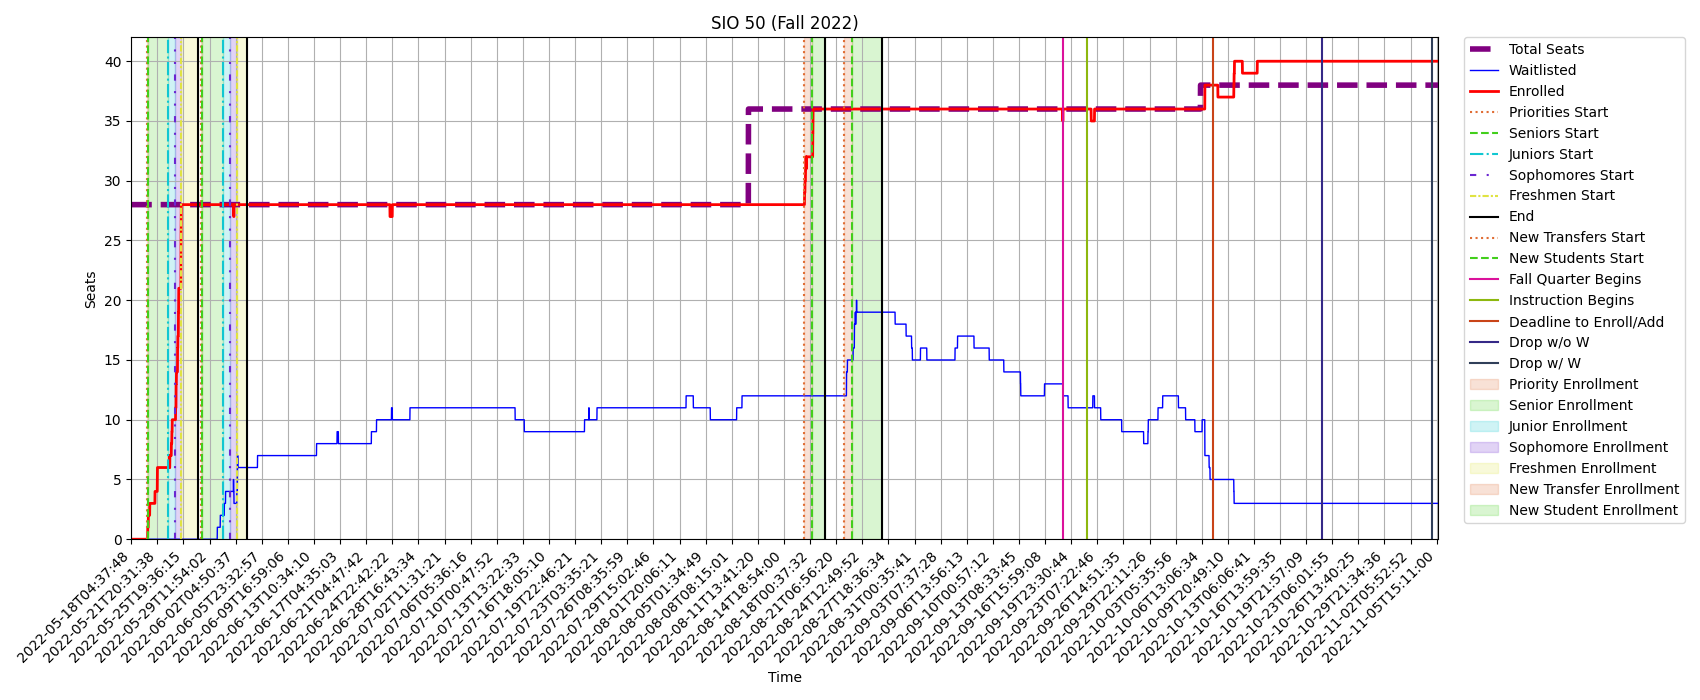 SIO 50 (Fall 2022)
Seats
40
35
30
25
20
15
10
5
0
2022-05-18T04:37:48
2022-05-21T20:31:38
2022-05-25T19:36:15
2022-05-29T11:54:02
2022-06-02T04:50:37
2022-06-05T23:32:57
2022-06-09T16:59:06
2022-06-13T10:34:10
2022-06-17T04:35:03
2022-06-21T04:47:42
2022-06-24T22:42:22
2022-06-28T16:43:34
2022-07-02T11:31:21
2022-07-06T05:36:16
2022-07-10T00:47:52
2022-07-13T13:22:33
2022-07-16T18:05:10
2022-07-19T22:46:21
2022-07-23T03:35:21
2022-07-26T08:35:59
2022-07-29T15:02:46
2022-08-01T20:06:11
2022-08-05T01:34:49
2022-08-08T08:15:01
2022-08-11T13:41:20
2022-08-14T18:54:00
2022-08-18T00:37:32
2022-08-21T06:56:20
2022-08-24T12:49:52
2022-08-27T18:36:34
2022-08-31T00:35:41
2022-09-03T07:37:28
2022-09-06T13:56:13
2022-09-10T00:57:12
2022-09-13T08:33:45
2022-09-16T15:59:08
2022-09-19T23:30:44
2022-09-23T07:22:46
2022-09-26T14:51:35
2022-09-29T22:11:26
2022-10-03T05:35:56
2022-10-06T13:06:34
2022-10-09T20:49:10
2022-10-13T06:06:41
2022-10-16T13:59:35
2022-10-19T21:57:09
2022-10-23T06:01:55
2022-10-26T13:40:25
2022-10-29T21:34:36
2022-11-02T05:52:52
2022-11-05T15:11:00
Time
Total Seats
Waitlisted
Enrolled
Priorities Start
Seniors Start
Juniors Start
Sophomores Start
Freshmen Start
End
New Transfers Start
New Students Start
Fall Quarter Begins
Instruction Begins
Deadline to Enroll/Add
Drop w/o W
Drop w/ W
Priority Enrollment
Senior Enrollment
Junior Enrollment
Sophomore Enrollment
Freshmen Enrollment
New Transfer Enrollment
New Student Enrollment